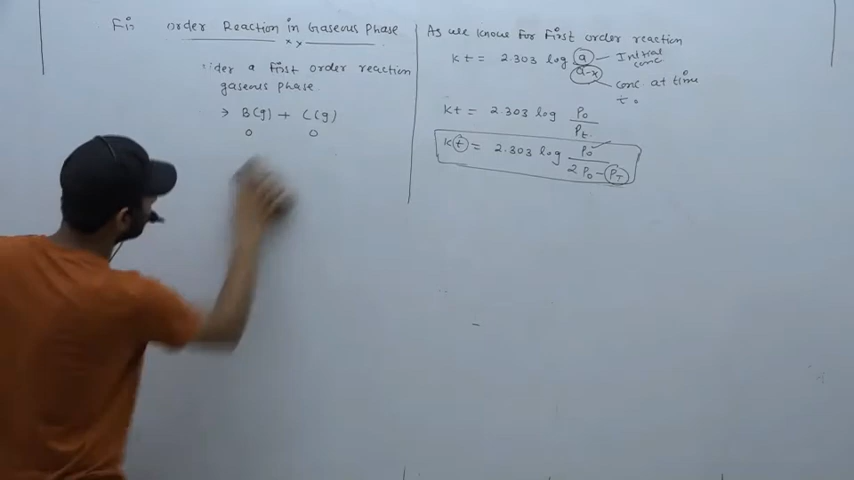 Fir order Reaction in Gaseous Phase
ider a first order reaction
gaseous phase.
→ B(g) + C(g)
0 0
As we know for First order reaction
kt = 2.303 log a — Initial conc
a-x — conc at time t.
kt = 2.303 log P₀
Pt.
kt = 2.303 log P₀
2P₀ - PT